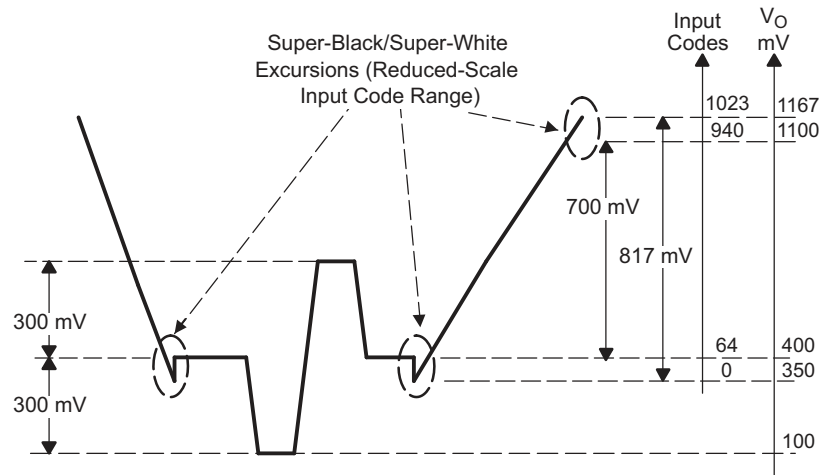 Super-Black/Super-White
Excursions (Reduced-Scale
Input Code Range)
Input
Codes
VO
mV
1023
1167
940
1100
700 mV
817 mV
300 mV
64
400
0
350
300 mV
100